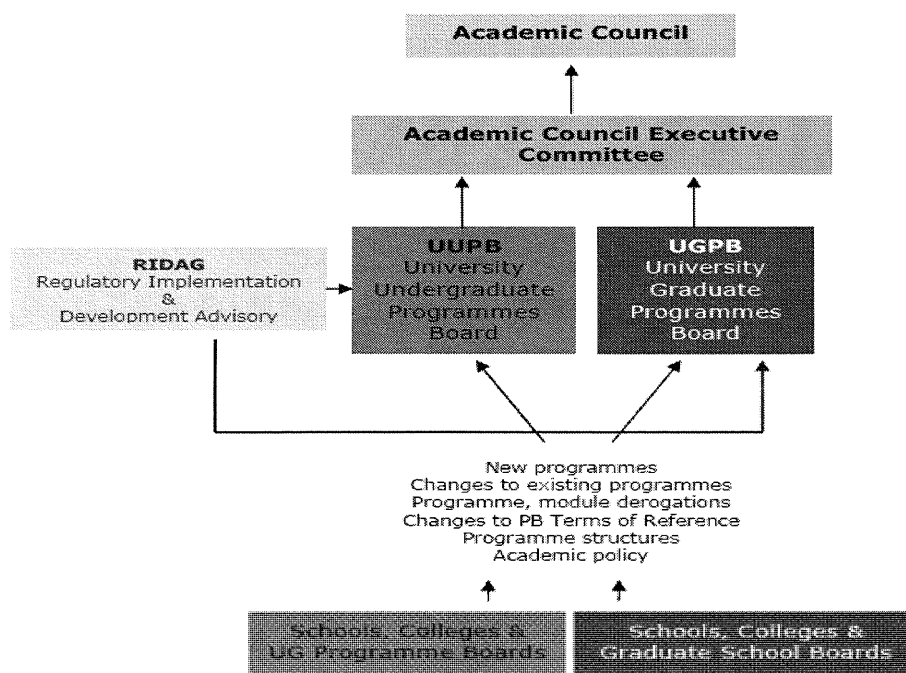 Academic Council
Academic Council Executive
Committee
RIDAG
Regulatory Implementation
&
Development Advisory
UUPB
University
Undergraduate
Programmes
Board
UGPB
University
Graduate
Programmes
Board
New programmes
Changes to existing programmes
Programme, module derogations
Changes to PB Terms of Reference
Programme structures
Academic policy
Schools, Colleges &
UG Programme Boards
Schools, Colleges &
Graduate School Boards